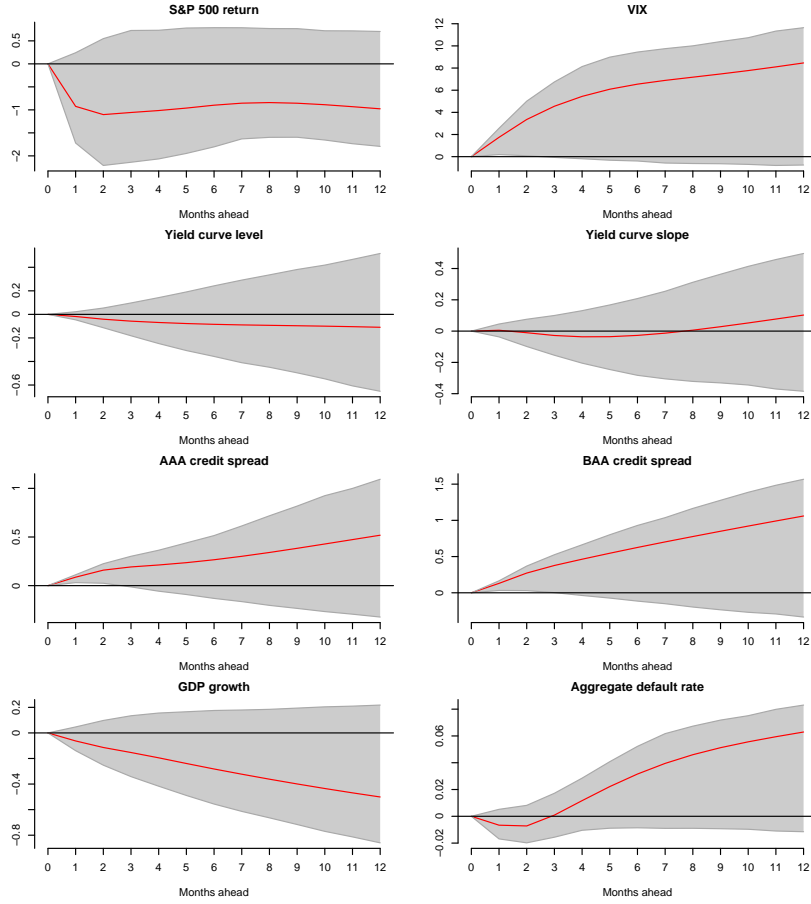 S&P 500 return
0.5
0
−1
−2
0 1 2 3 4 5 6 7 8 9 10 11 12
Months ahead
VIX
12
10
8
6
4
2
0
0 1 2 3 4 5 6 7 8 9 10 11 12
Months ahead
Yield curve level
0.2
−0.2
−0.6
0 1 2 3 4 5 6 7 8 9 10 11 12
Months ahead
Yield curve slope
0.4
0.2
0
−0.2
−0.4
0 1 2 3 4 5 6 7 8 9 10 11 12
Months ahead
AAA credit spread
1
0.5
0
0 1 2 3 4 5 6 7 8 9 10 11 12
Months ahead
BAA credit spread
1.5
1
0.5
0
0 1 2 3 4 5 6 7 8 9 10 11 12
Months ahead
GDP growth
0.2
0
−0.4
−0.8
0 1 2 3 4 5 6 7 8 9 10 11 12
Months ahead
Aggregate default rate
0.06
0.02
−0.02
0 1 2 3 4 5 6 7 8 9 10 11 12
Months ahead